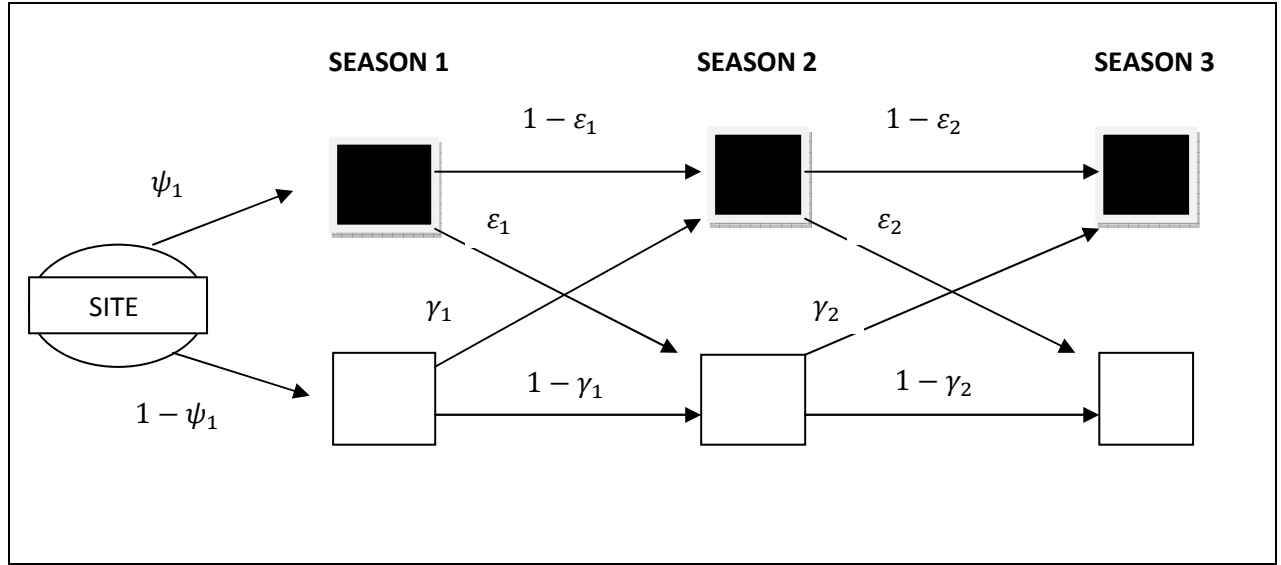 SEASON 1
SEASON 2
SEASON 3
1 − ε₁
1 − ε₂
ψ₁
ε₁
ε₂
SITE
γ₁
γ₂
1 − γ₁
1 − γ₂
1 − ψ₁